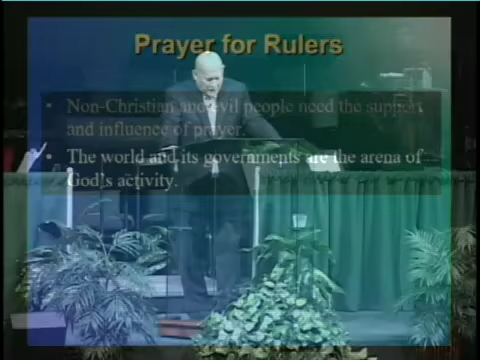 Prayer for Rulers
• Non-Christian and evil people need the support
and influence of prayer.
• The world and its governments are the arena of
God's activity.